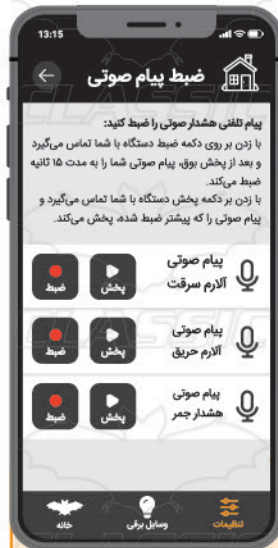 13:15
ضبط پیام صوتی
پیام تلفنی هشدار صوتی را ضبط کنید:
با زدن بر روی دکمه ضبط دستگاه با شما تماس می‌گیرد
و بعد از پخش بوق، پیام صوتی شما را به مدت ۱۵ ثانیه
ضبط می‌کند.
با زدن بر دکمه پخش دستگاه با شما تماس می‌گیرد و
پیام صوتی را که پیشتر ضبط شده، پخش می‌کند.
پیام صوتی
آلارم سرقت
پخش
ضبط
پیام صوتی
آلارم حریق
پخش
ضبط
پیام صوتی
هشدار جمر
پخش
ضبط
تنظیمات
وسایل برقی
خانه
CLASSIC
CLASSIC
CLASSIC